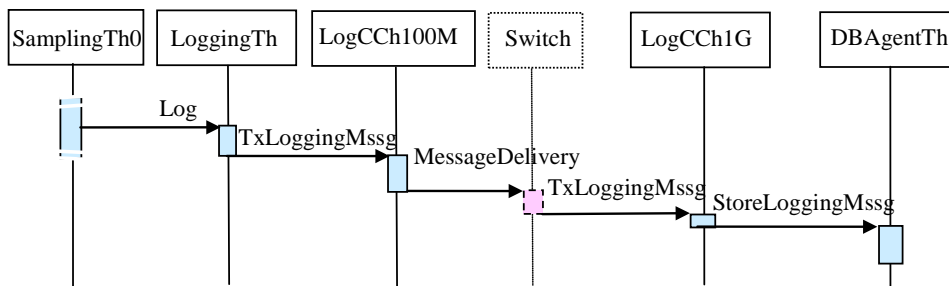 SamplingTh0 LoggingTh LogCCh100M Switch LogCCh1G DBAgentTh
Log
TxLoggingMssg
MessageDelivery
TxLoggingMssg
StoreLoggingMssg